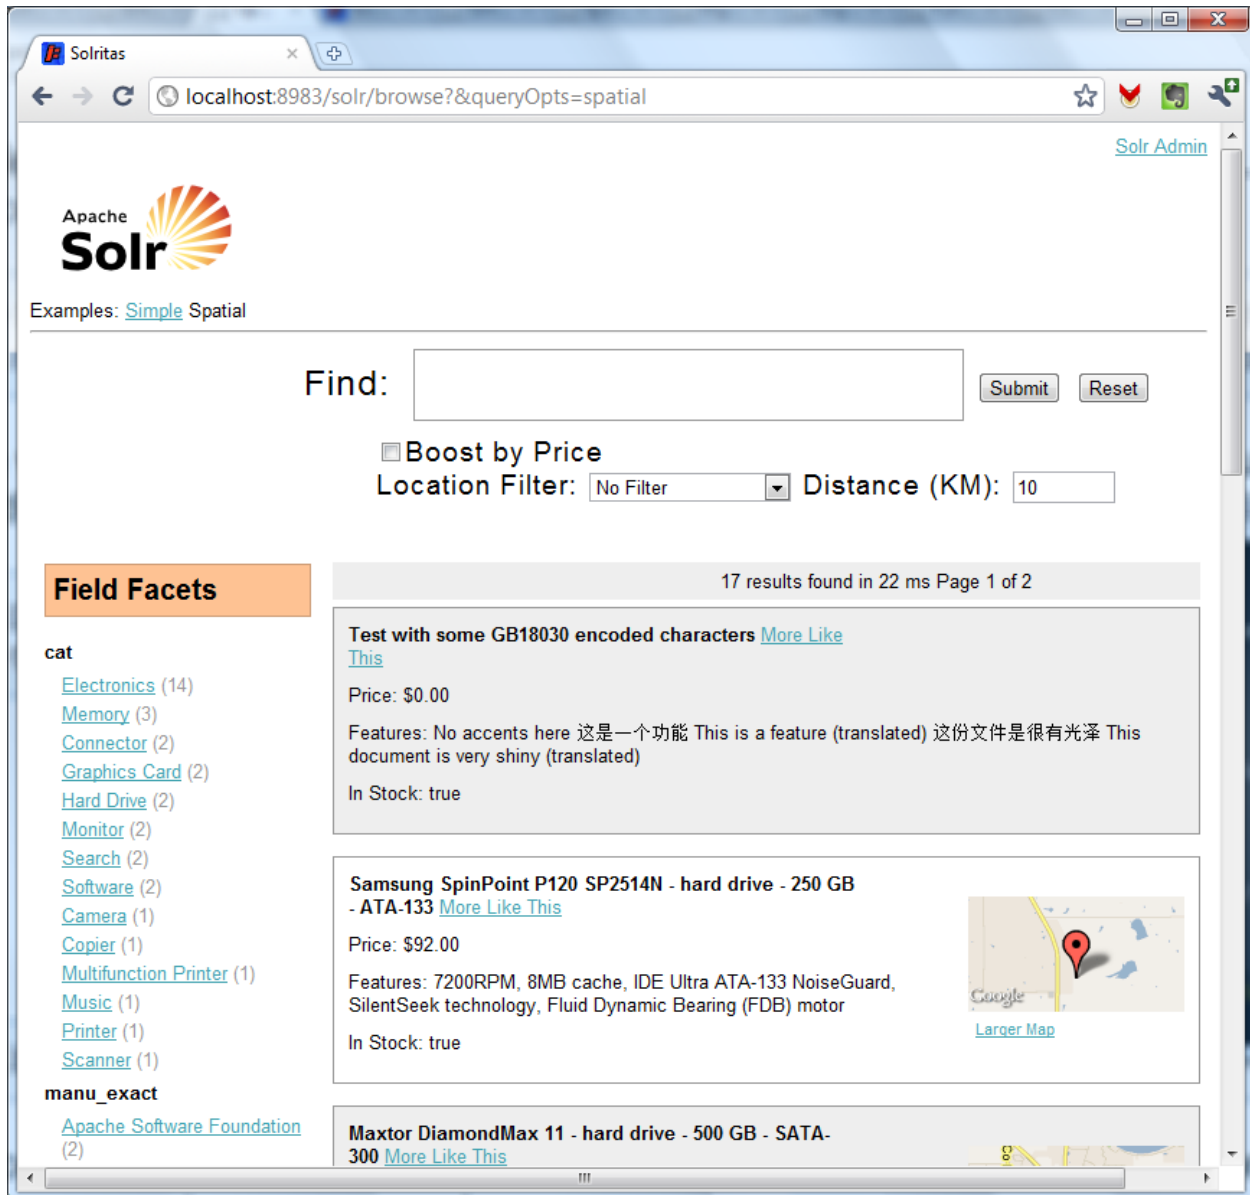 Solritas
localhost:8983/solr/browse?&queryOpts=spatial
Solr Admin
Apache
Solr
Examples: Simple Spatial
Find:
Submit
Reset
Boost by Price
Location Filter: No Filter Distance (KM): 10
Field Facets
cat
Electronics (14)
Memory (3)
Connector (2)
Graphics Card (2)
Hard Drive (2)
Monitor (2)
Search (2)
Software (2)
Camera (1)
Copier (1)
Multifunction Printer (1)
Music (1)
Printer (1)
Scanner (1)
manu_exact
Apache Software Foundation
(2)
17 results found in 22 ms Page 1 of 2
Test with some GB18030 encoded characters More Like
This
Price: $0.00
Features: No accents here 这是一个功能 This is a feature (translated) 这份文件是很有光泽 This
document is very shiny (translated)
In Stock: true
Samsung SpinPoint P120 SP2514N - hard drive - 250 GB
- ATA-133 More Like This
Price: $92.00
Features: 7200RPM, 8MB cache, IDE Ultra ATA-133 NoiseGuard,
SilentSeek technology, Fluid Dynamic Bearing (FDB) motor
In Stock: true
Google
Larger Map
Maxtor DiamondMax 11 - hard drive - 500 GB - SATA-
300 More Like This